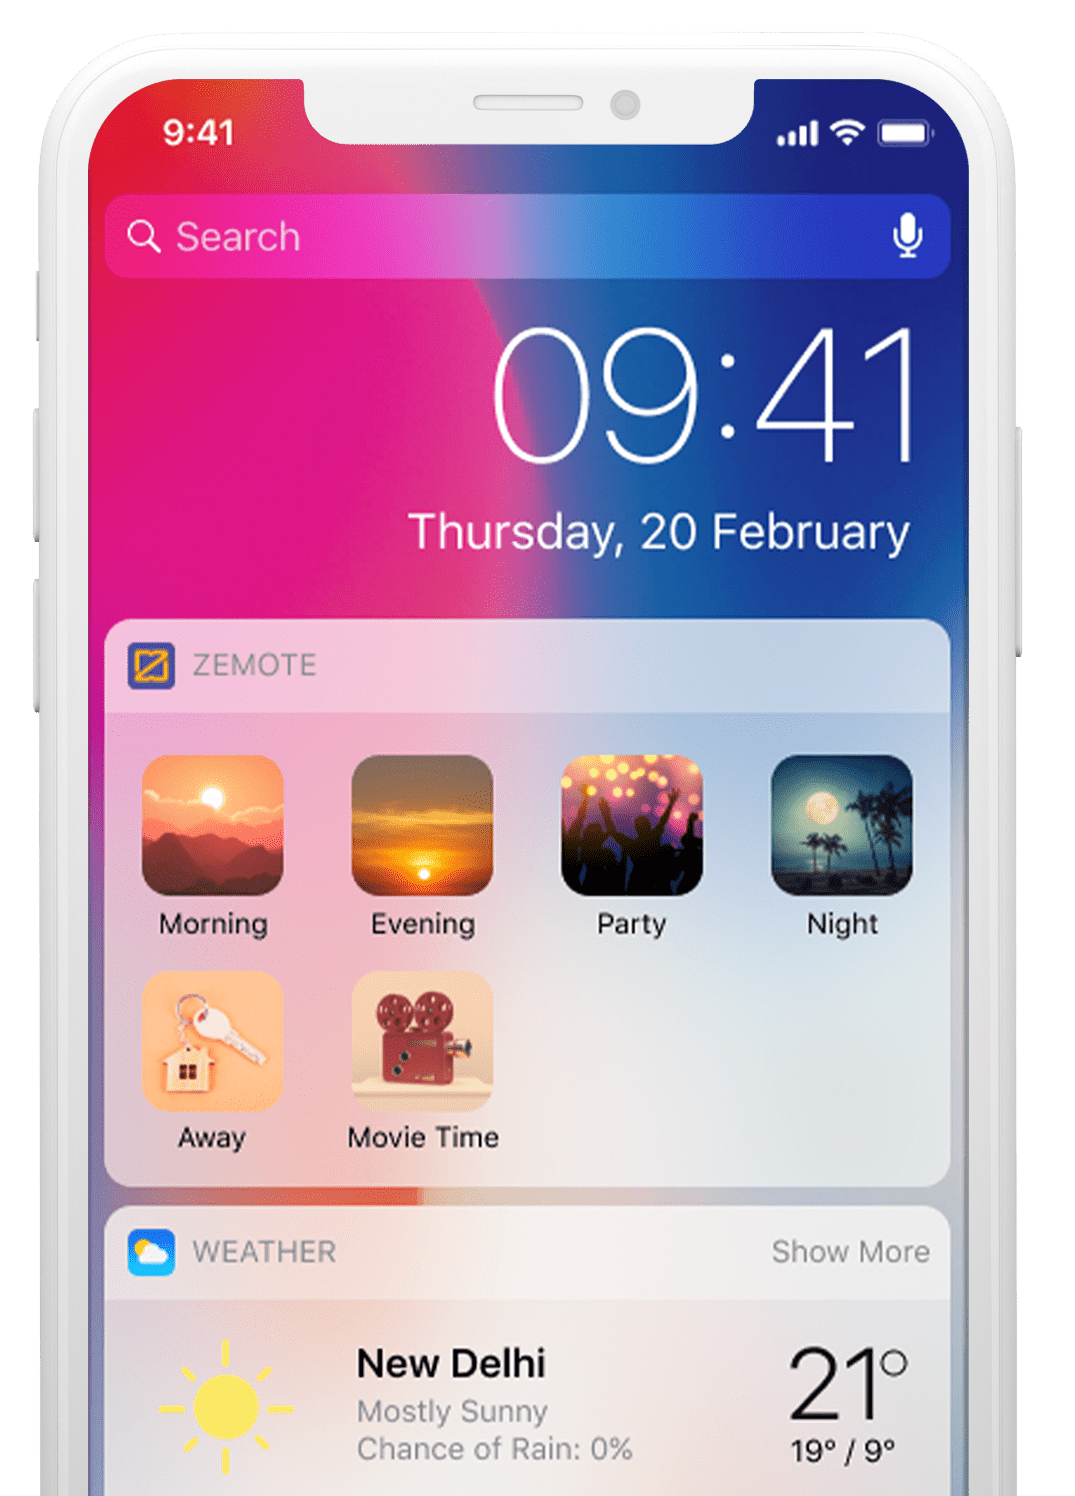 9:41
Search
09:41
Thursday, 20 February
ZEMOTE
Morning
Evening
Party
Night
Away
Movie Time
WEATHER
Show More
New Delhi
21°
Mostly Sunny
Chance of Rain: 0%
19° / 9°